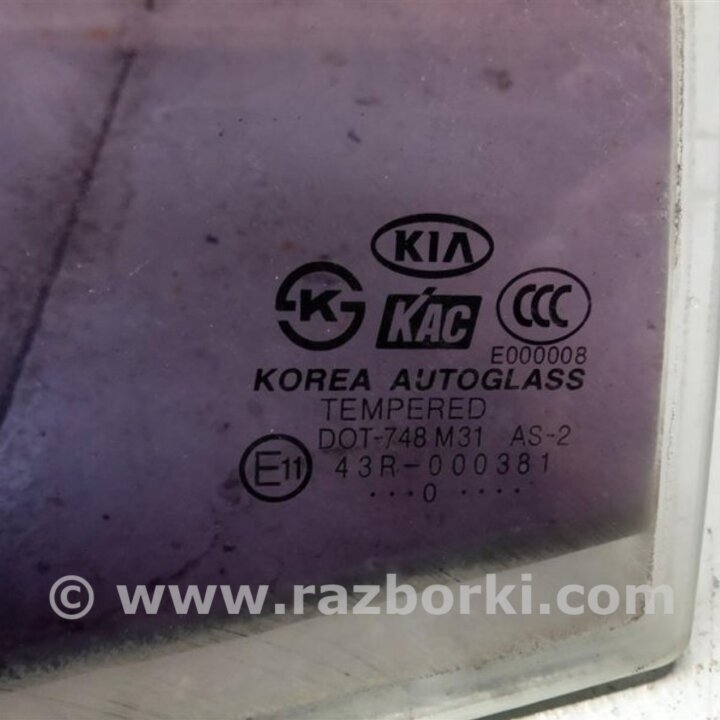 KIA
K
KAC
CCC
E000008
KOREA AUTOGLASS
TEMPERED
DOT-748 M31 AS-2
E11
43R-000381
...0 ....
© www.razborki.com